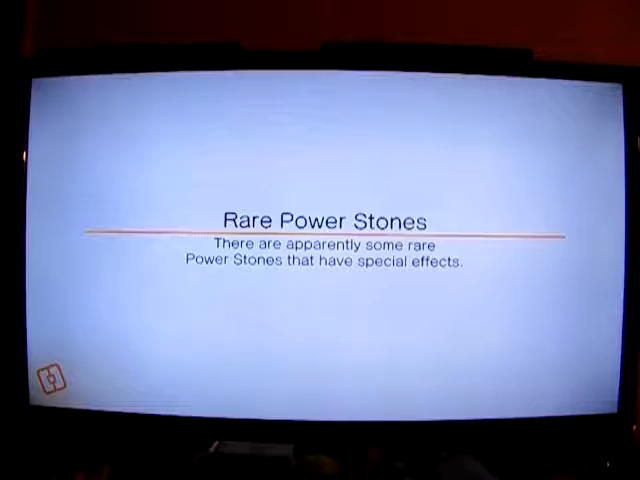 Rare Power Stones
There are apparently some rare
Power Stones that have special effects.